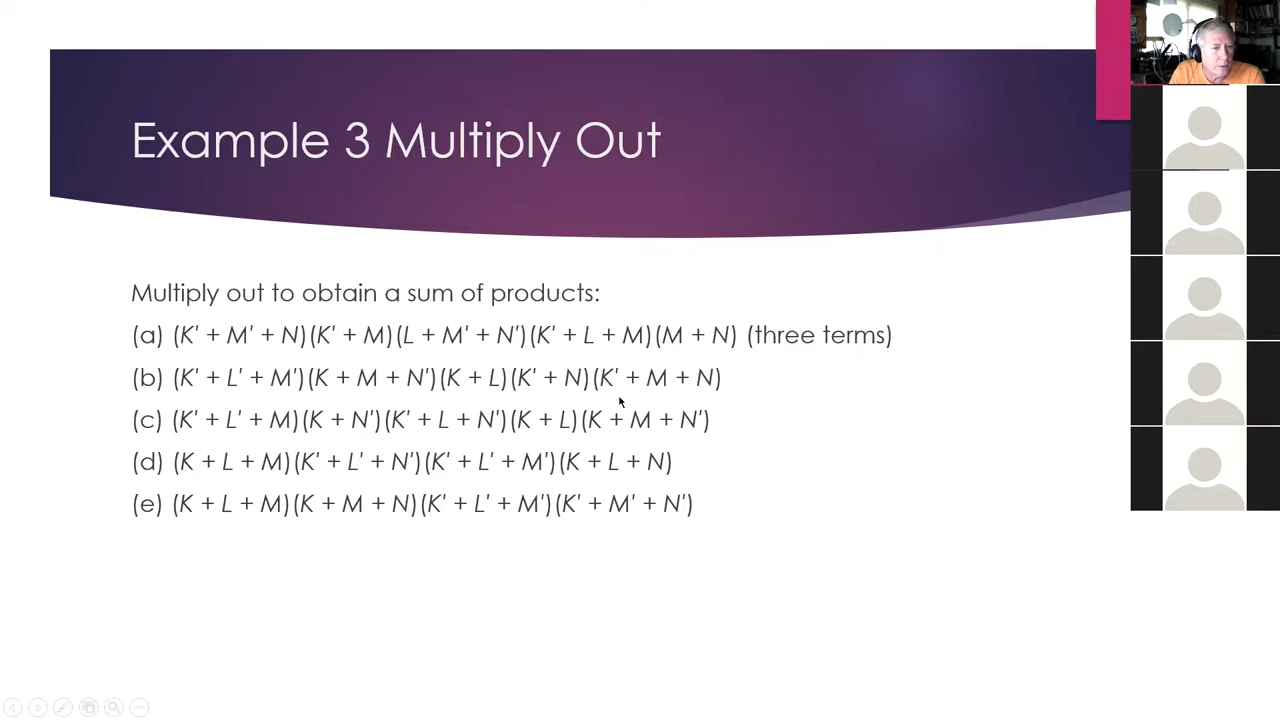 Example 3 Multiply Out
Multiply out to obtain a sum of products:
(a) (K′ + M′ + N)(K′ + M)(L + M′ + N′)(K′ + L + M)(M + N) (three terms)
(b) (K′ + L′ + M′)(K + M + N′)(K + L)(K′ + N)(K′ + M + N)
(c) (K′ + L′ + M)(K + N′)(K′ + L + N′)(K + L)(K + M + N′)
(d) (K + L + M)(K′ + L′ + N′)(K′ + L′ + M′)(K + L + N)
(e) (K + L + M)(K + M + N)(K′ + L′ + M′)(K′ + M′ + N′)